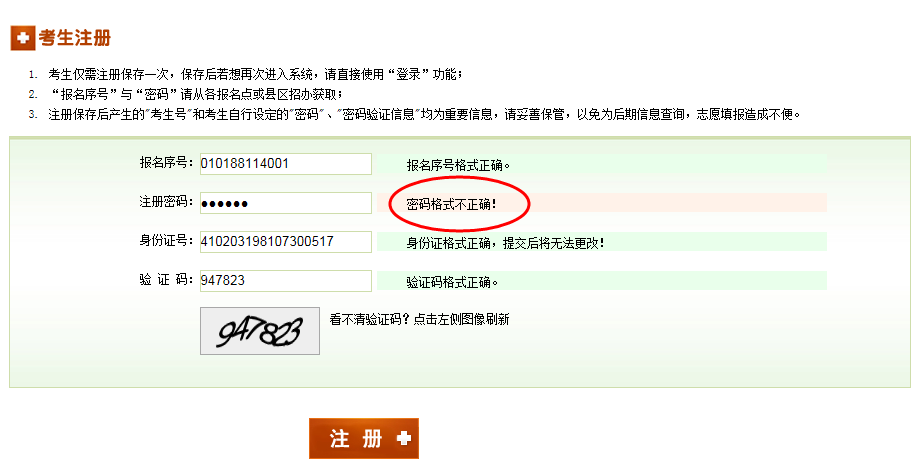 考生注册
1. 考生仅需注册保存一次，保存后若想再次进入系统，请直接使用“登录”功能；
2. “报名序号”与“密码”请从各报名点或县区招办获取；
3. 注册保存后产生的"考生号"和考生自行设定的"密码"、"密码验证信息"均为重要信息，请妥善保管，以免为后期信息查询，志愿填报造成不便。
报名序号：010188114001 报名序号格式正确。
注册密码：●●●●●● 密码格式不正确！
身份证号：410203198107300517 身份证格式正确，提交后将无法更改！
验 证 码：947823 验证码格式正确。
947823 看不清验证码？点击左侧图像刷新
注 册